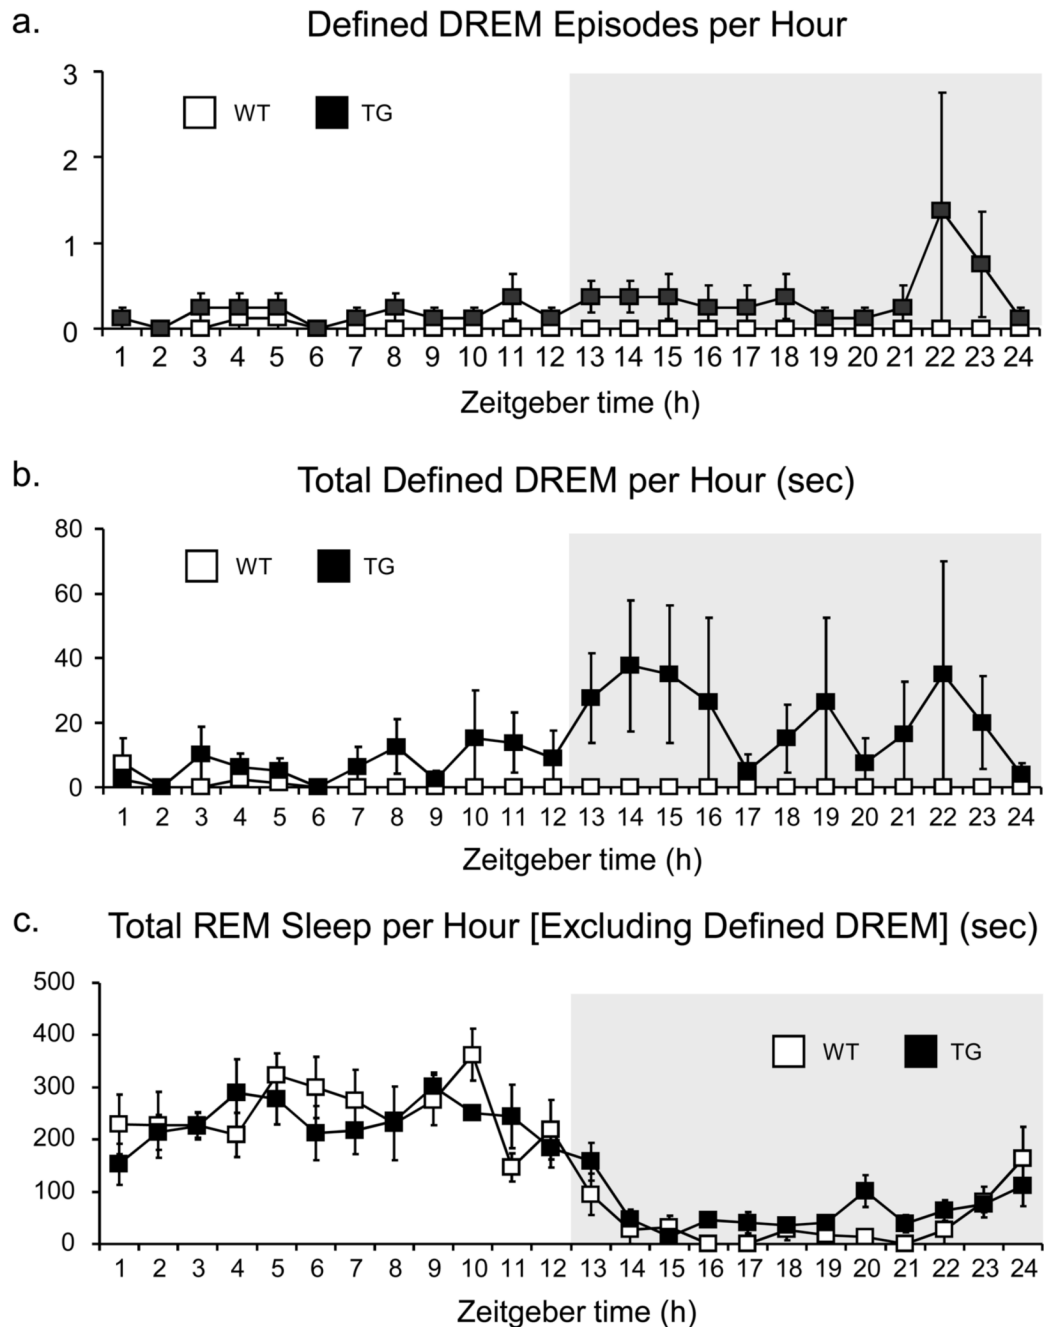 a.
Defined DREM Episodes per Hour
3
WT
TG
2
1
0
1 2 3 4 5 6 7 8 9 10 11 12 13 14 15 16 17 18 19 20 21 22 23 24
Zeitgeber time (h)
b.
Total Defined DREM per Hour (sec)
80
WT
TG
60
40
20
0
1 2 3 4 5 6 7 8 9 10 11 12 13 14 15 16 17 18 19 20 21 22 23 24
Zeitgeber time (h)
c.
Total REM Sleep per Hour [Excluding Defined DREM] (sec)
500
400
WT
TG
300
200
100
0
1 2 3 4 5 6 7 8 9 10 11 12 13 14 15 16 17 18 19 20 21 22 23 24
Zeitgeber time (h)